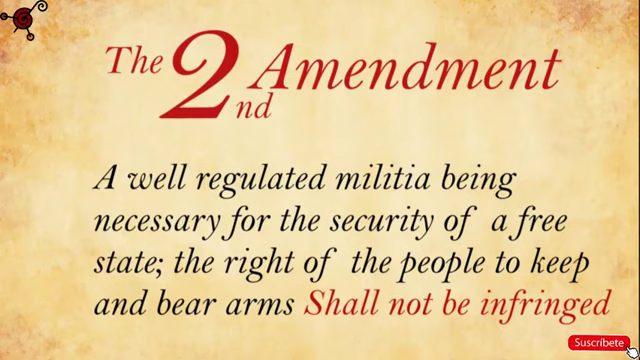 The 2nd Amendment
A well regulated militia being
necessary for the security of a free
state; the right of the people to keep
and bear arms Shall not be infringed
Suscríbete